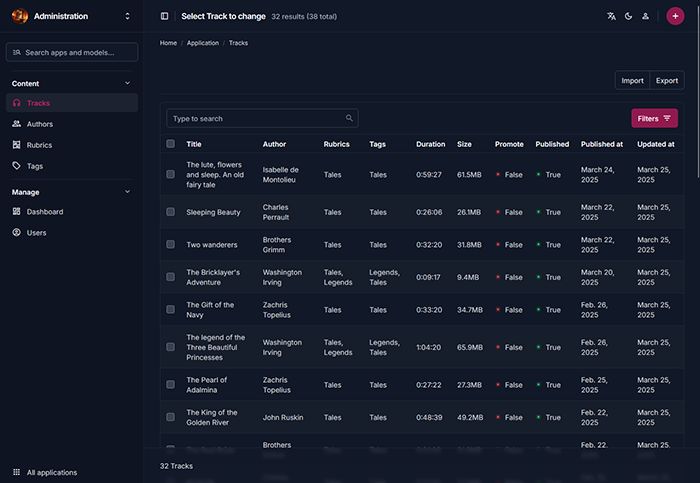 Administration
Search apps and models...
Content
Tracks
Authors
Rubrics
Tags
Manage
Dashboard
Users
All applications
Select Track to change 32 results (38 total)
Home / Application / Tracks
Import Export
Type to search
Filters
Title Author Rubrics Tags Duration Size Promote Published Published at Updated at
The lute, flowers
and sleep. An old
fairy tale
Isabelle de
Montolieu
Tales
Tales
0:59:27
61.5MB
False
True
March 24,
2025
March 25,
2025
Sleeping Beauty
Charles
Perrault
Tales
Tales
0:26:06
26.1MB
False
True
March 22,
2025
March 25,
2025
Two wanderers
Brothers
Grimm
Tales
Tales
0:32:20
31.8MB
False
True
March 22,
2025
March 25,
2025
The Bricklayer's
Adventure
Washington
Irving
Tales,
Legends
Legends,
Tales
0:09:17
9.4MB
False
True
March 20,
2025
March 25,
2025
The Gift of the
Navy
Zachris
Topelius
Tales
Tales
0:33:20
34.7MB
False
True
Feb. 26,
2025
March 25,
2025
The legend of the
Three Beautiful
Princesses
Washington
Irving
Tales,
Legends
Legends,
Tales
1:04:20
65.9MB
False
True
Feb. 26,
2025
March 25,
2025
The Pearl of
Adalmina
Zachris
Topelius
Tales
Tales
0:27:22
27.3MB
False
True
Feb. 25,
2025
March 25,
2025
The King of the
Golden River
John Ruskin
Tales
Tales
0:48:39
49.2MB
False
True
Feb. 22,
2025
March 25,
2025
Brothers
Feb. 22,
March 25,
32 Tracks